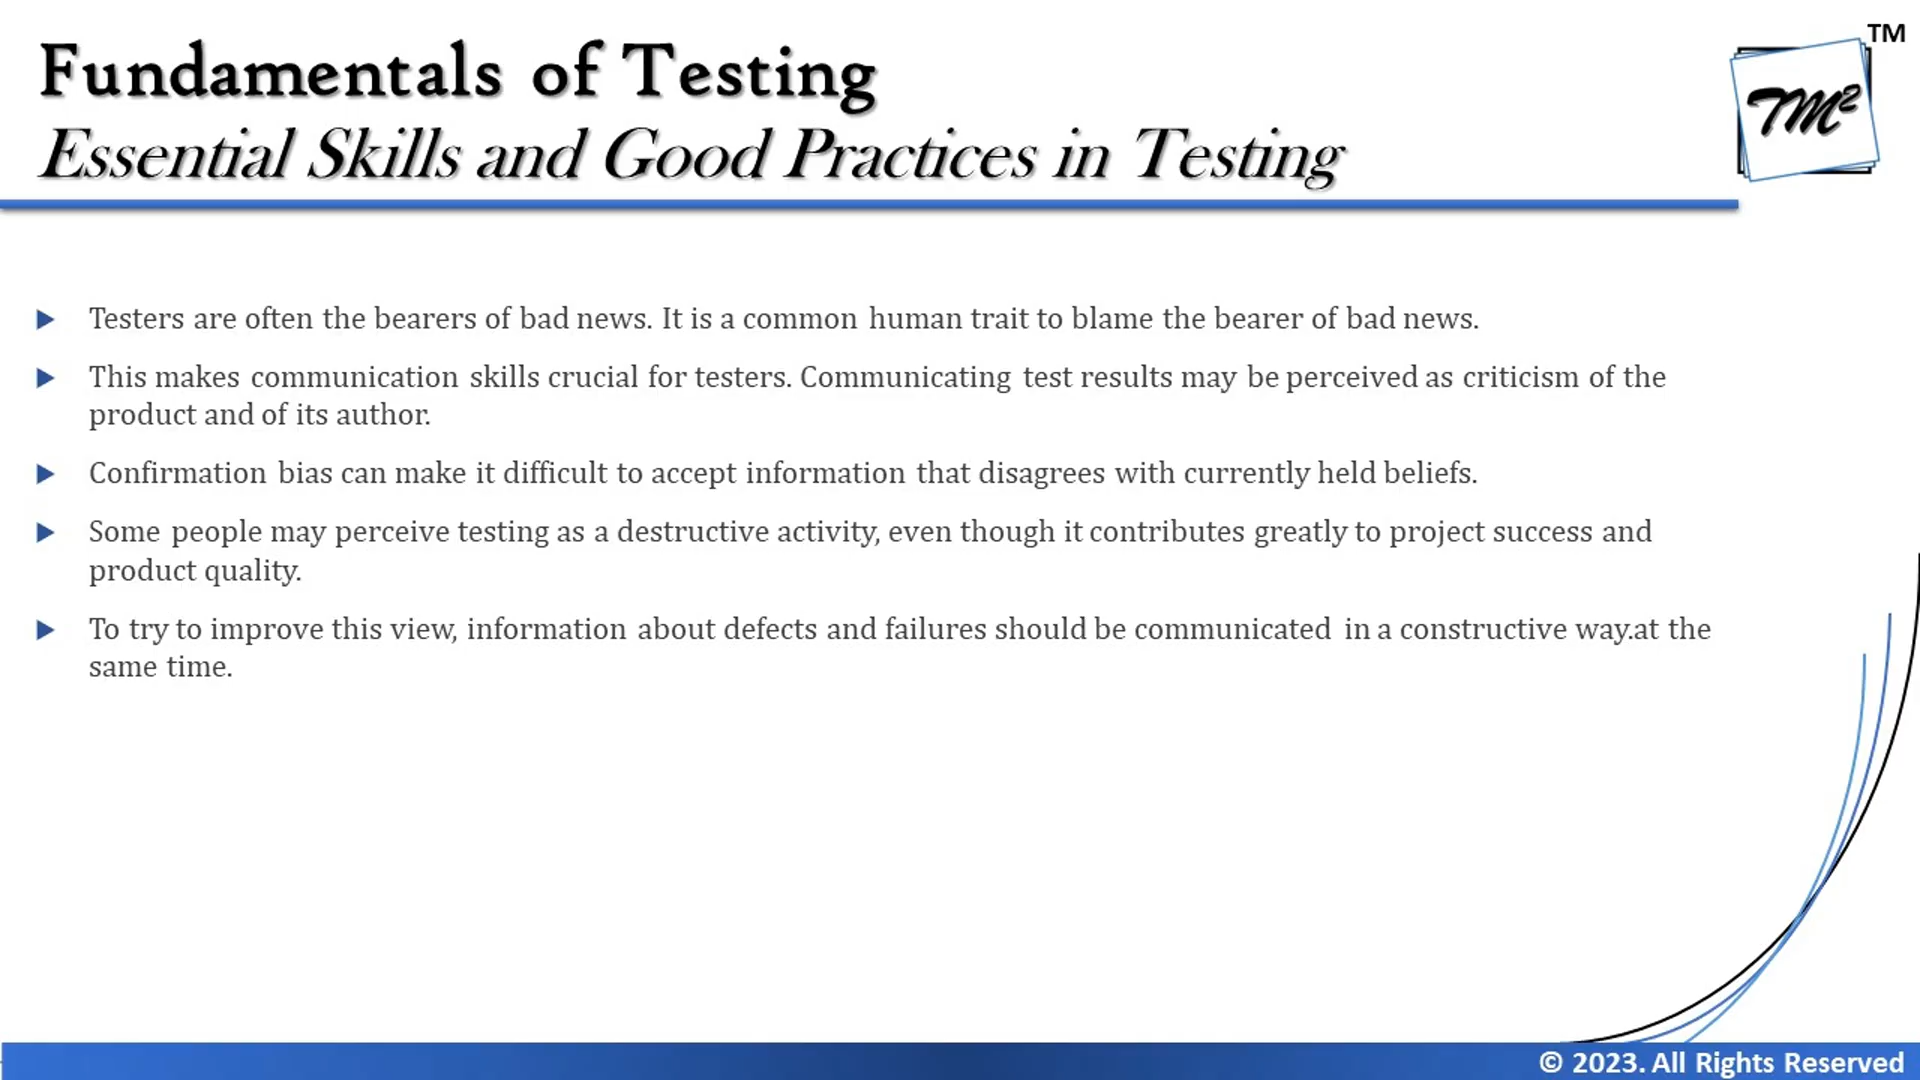 Fundamentals of Testing
Essential Skills and Good Practices in Testing
TM
TM²
Testers are often the bearers of bad news. It is a common human trait to blame the bearer of bad news.
This makes communication skills crucial for testers. Communicating test results may be perceived as criticism of the
product and of its author.
Confirmation bias can make it difficult to accept information that disagrees with currently held beliefs.
Some people may perceive testing as a destructive activity, even though it contributes greatly to project success and
product quality.
To try to improve this view, information about defects and failures should be communicated in a constructive way.at the
same time.
© 2023. All Rights Reserved